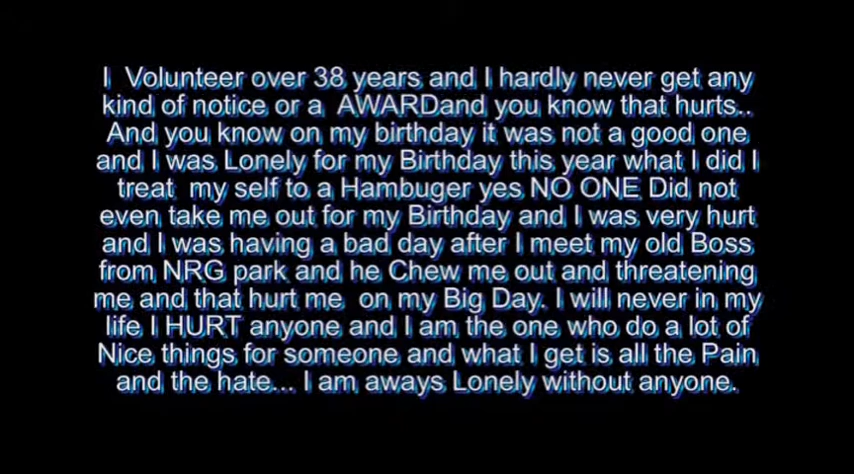 I Volunteer over 38 years and I hardly never get any
kind of notice or a AWARDand you know that hurts..
And you know on my birthday it was not a good one
and I was Lonely for my Birthday this year what I did I
treat my self to a Hambuger yes NO ONE Did not
even take me out for my Birthday and I was very hurt
and I was having a bad day after I meet my old Boss
from NRG park and he Chew me out and threatening
me and that hurt me on my Big Day. I will never in my
life I HURT anyone and I am the one who do a lot of
Nice things for someone and what I get is all the Pain
and the hate... I am aways Lonely without anyone.